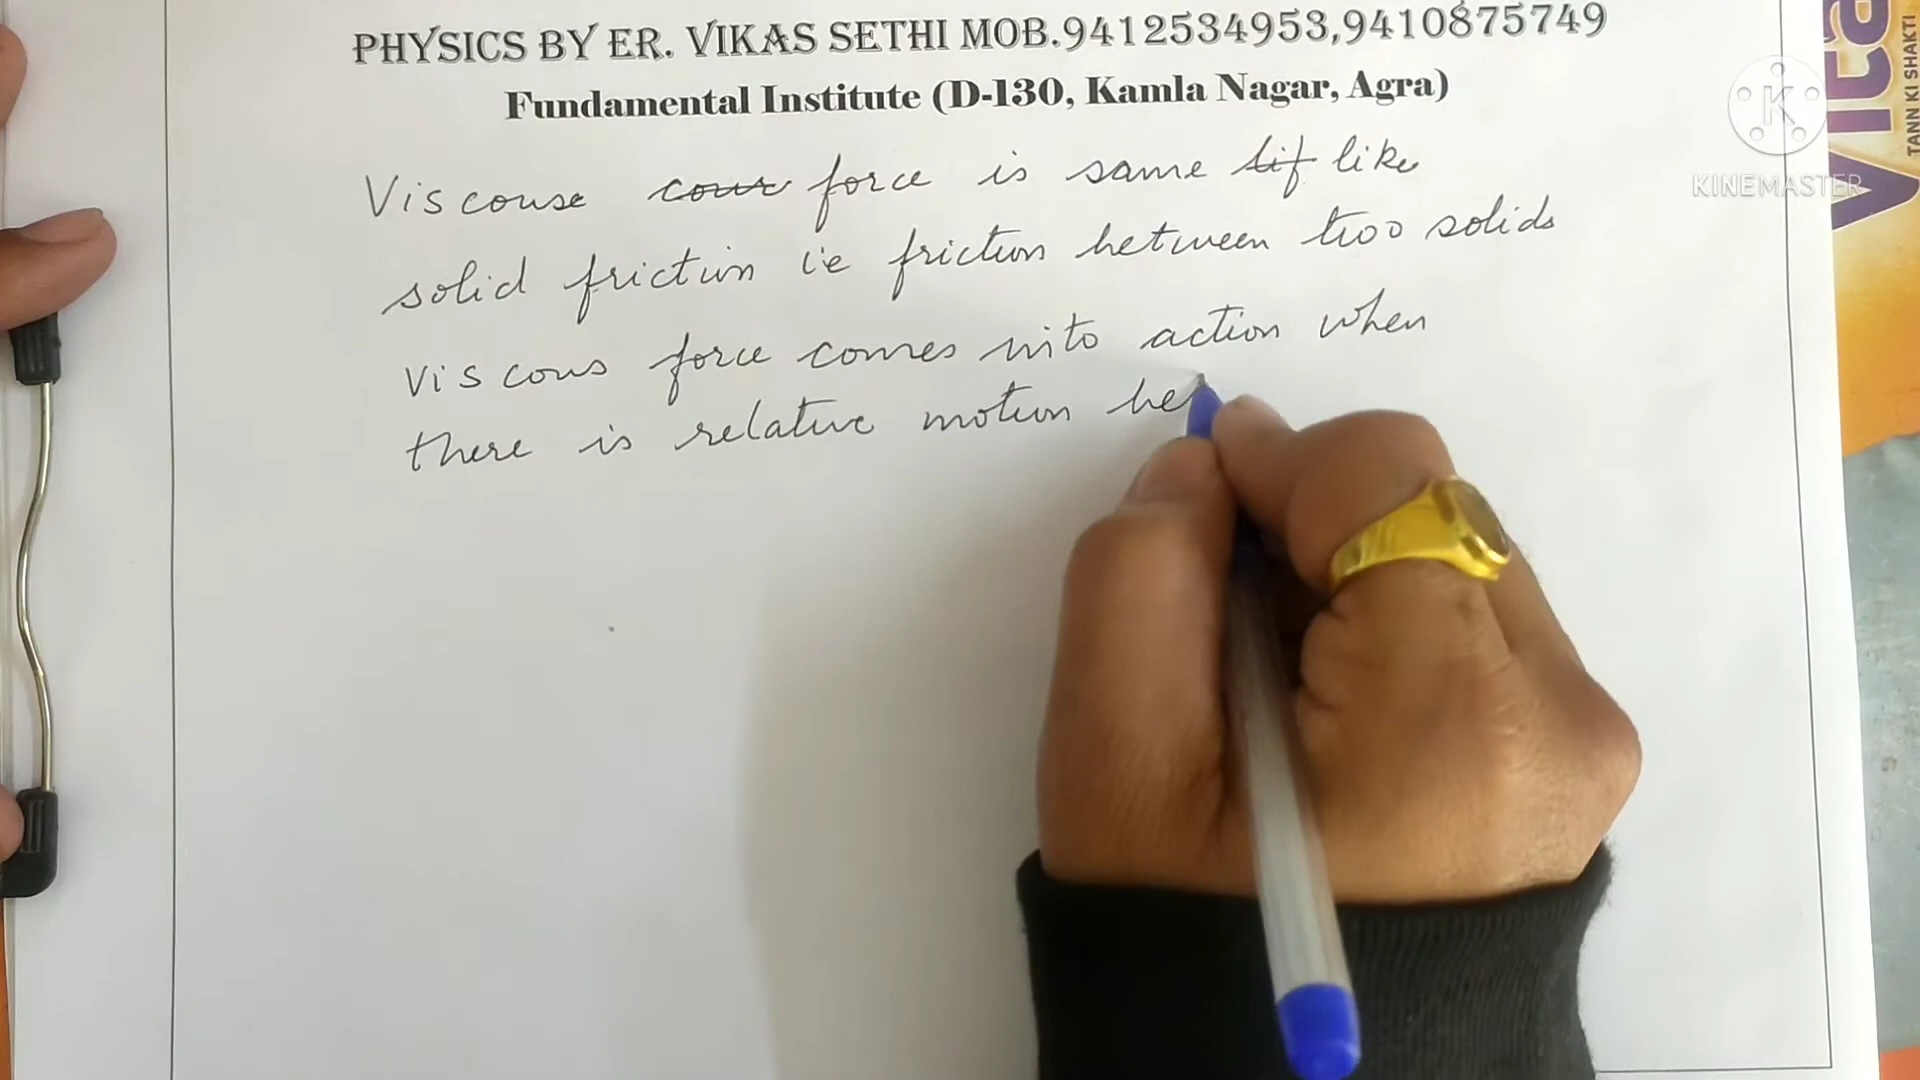 PHYSICS BY ER. VIKAS SETHI MOB.9412534953,9410875749
Fundamental Institute (D-130, Kamla Nagar, Agra)
Viscouse cour force is same lif like
solid friction i'e friction between two solids
Viscous force comes into action when
there is relative motion be
K
KINEMASTER
Vita
TANN KI SHAKTI